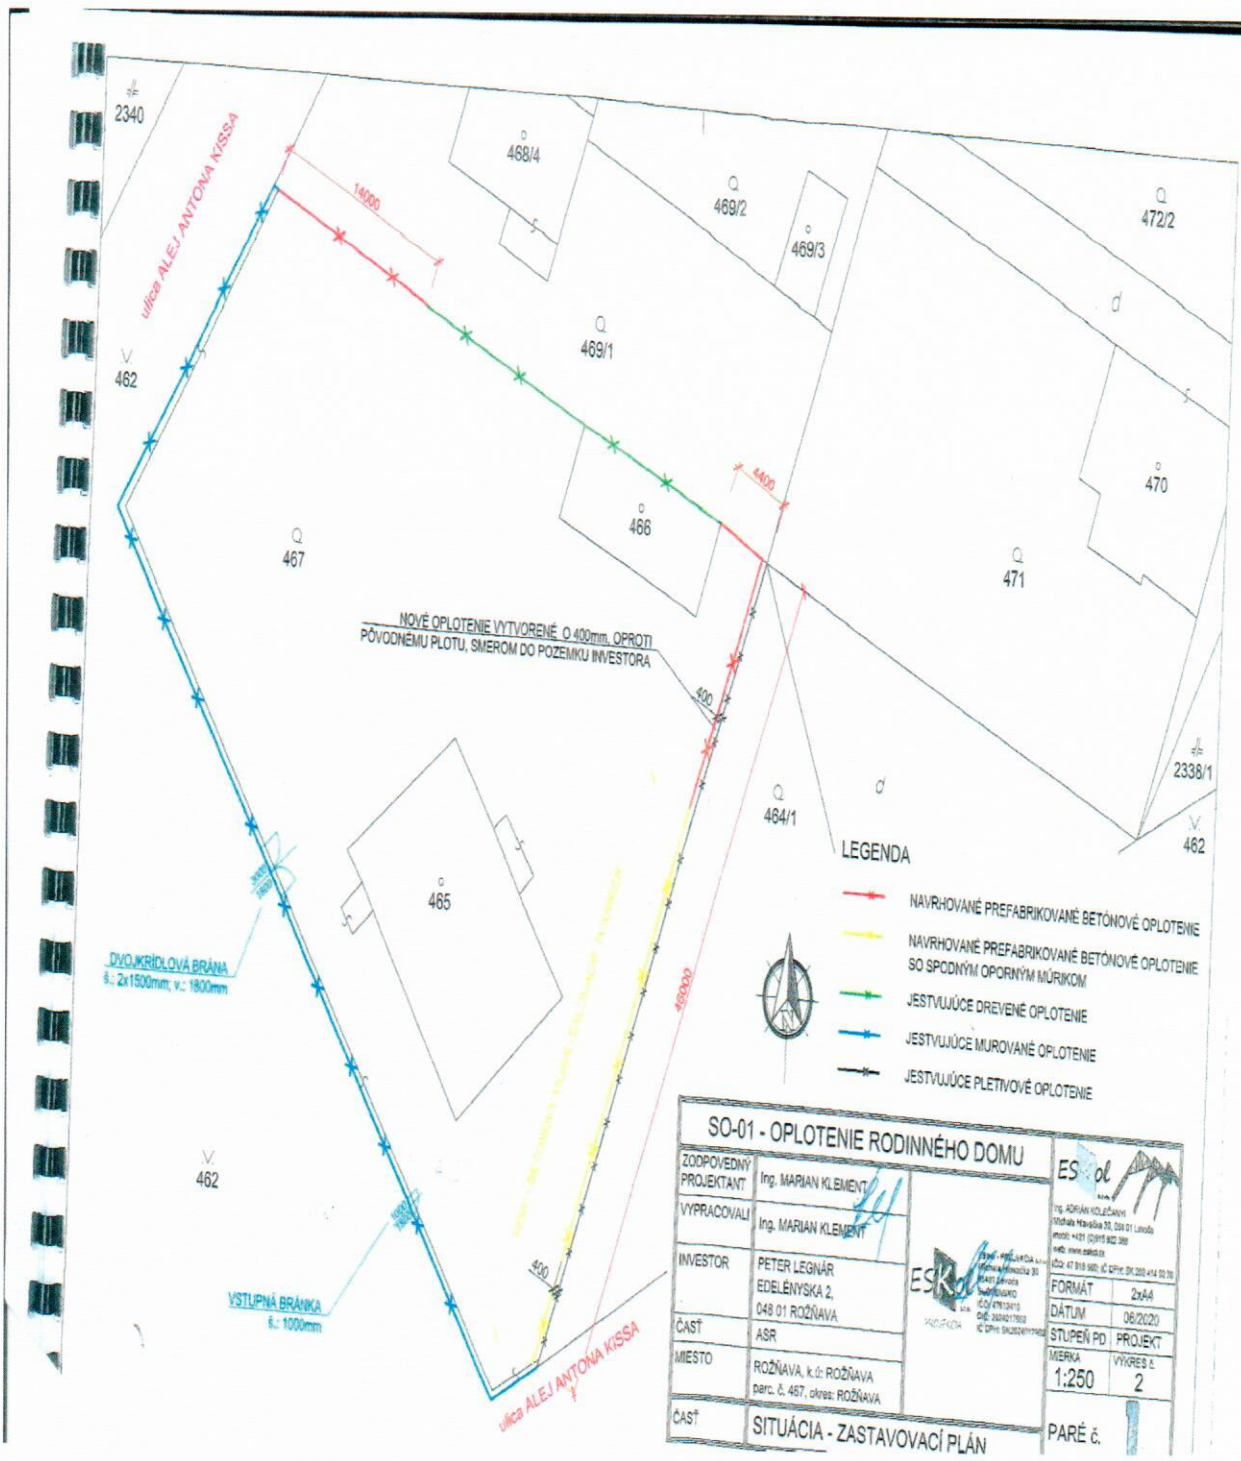 2340
ulica ALEJ ANTONA KISSA
14000
468/4
469/2
469/3
472/2
469/1
462
470
4400
466
467
471
NOVÉ OPLOTENIE VYTVORENÉ O 400mm, OPROTI
PÔVODNÉMU PLOTU, SMEROM DO POZEMKU INVESTORA
400
2338/1
464/1
462
465
3000
1800
DVOJKRÍDLOVÁ BRÁNA
š.: 2x1500mm; v.: 1800mm
46000
LEGENDA
NAVRHOVANÉ PREFABRIKOVANÉ BETÓNOVÉ OPLOTENIE
NAVRHOVANÉ PREFABRIKOVANÉ BETÓNOVÉ OPLOTENIE
SO SPODNÝM OPORNÝM MÚRIKOM
JESTVUJÚCE DREVENÉ OPLOTENIE
JESTVUJÚCE MUROVANÉ OPLOTENIE
JESTVUJÚCE PLETIVOVÉ OPLOTENIE
N
462
1000
VSTUPNÁ BRÁNKA
š.: 1000mm
400
ulica ALEJ ANTONA KISSA
SO-01 - OPLOTENIE RODINNÉHO DOMU
ZODPOVEDNÝ
PROJEKTANT
Ing. MARIAN KLEMENT
VYPRACOVAL
Ing. MARIAN KLEMENT
INVESTOR
PETER LEGNÁR
EDELÉNYSKA 2,
048 01 ROŽŇAVA
ČASŤ
ASR
MIESTO
ROŽŇAVA, k.ú: ROŽŇAVA
parc. č. 467, okres: ROŽŇAVA
ČASŤ
SITUÁCIA - ZASTAVOVACÍ PLÁN
FORMÁT
2xA4
DÁTUM
06/2020
STUPEŇ PD
PROJEKT
MIERKA
1:250
VÝKRES č.
2
PARÉ č.
1